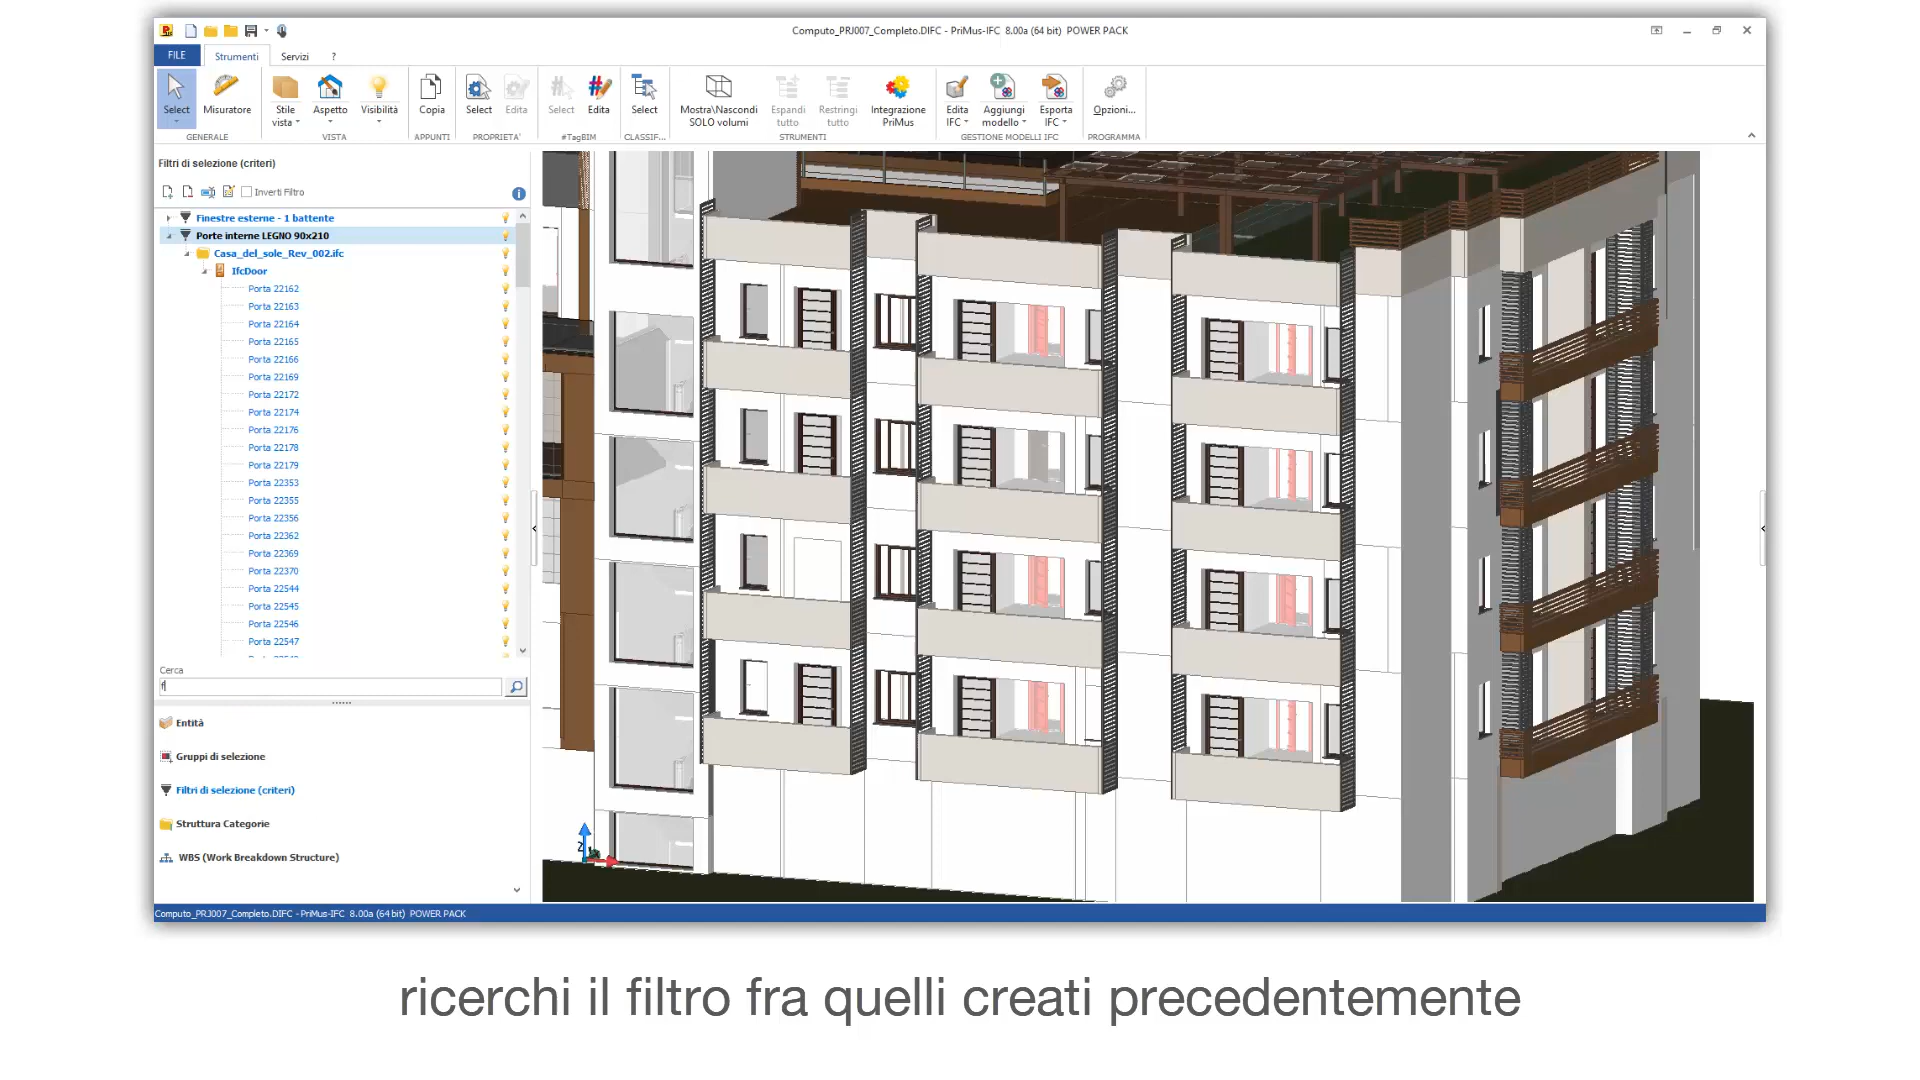 Computo_PRJ007_Completo.DIFC - PriMus-IFC 8.00a (64 bit) POWER PACK
FILE Strumenti Servizi ?
Select
Misuratore
Stile vista
Aspetto
Visibilità
Copia
Select
Edita
Select
Edita
Select
Mostra\Nascondi SOLO volumi
Espandi tutto
Restringi tutto
Integrazione PriMus
Edita IFC
Aggiungi modello
Esporta IFC
Opzioni...
GENERALE VISTA APPUNTI PROPRIETA' #TagBIM CLASSIF... STRUMENTI GESTIONE MODELLI IFC PROGRAMMA
Filtri di selezione (criteri)
Inverti Filtro
Finestre esterne - 1 battente
Porte interne LEGNO 90x210
Casa_del_sole_Rev_002.ifc
IfcDoor
Porta 22162
Porta 22163
Porta 22164
Porta 22165
Porta 22166
Porta 22169
Porta 22172
Porta 22174
Porta 22176
Porta 22178
Porta 22179
Porta 22353
Porta 22355
Porta 22356
Porta 22362
Porta 22369
Porta 22370
Porta 22544
Porta 22545
Porta 22546
Porta 22547
Cerca
f
Entità
Gruppi di selezione
Filtri di selezione (criteri)
Struttura Categorie
WBS (Work Breakdown Structure)
Computo_PRJ007_Completo.DIFC - PriMus-IFC 8.00a (64 bit) POWER PACK
ricerchi il filtro fra quelli creati precedentemente